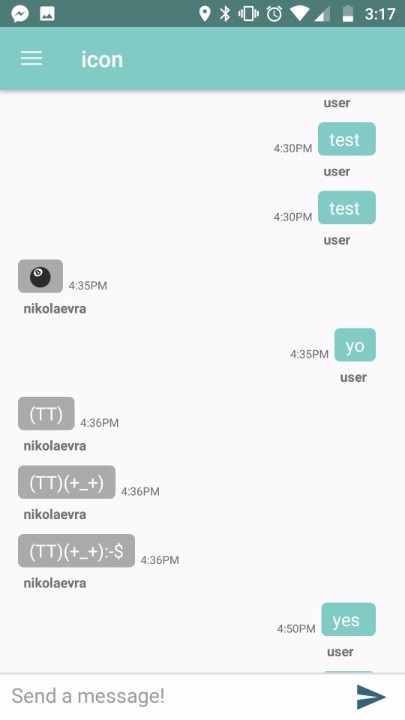 3:17
icon
user
4:30PM test
user
4:30PM test
user
4:35PM
nikolaevra
4:35PM yo
user
(TT) 4:36PM
nikolaevra
(TT)(+_+) 4:36PM
nikolaevra
(TT)(+_+):-$ 4:36PM
nikolaevra
4:50PM yes
user
Send a message!